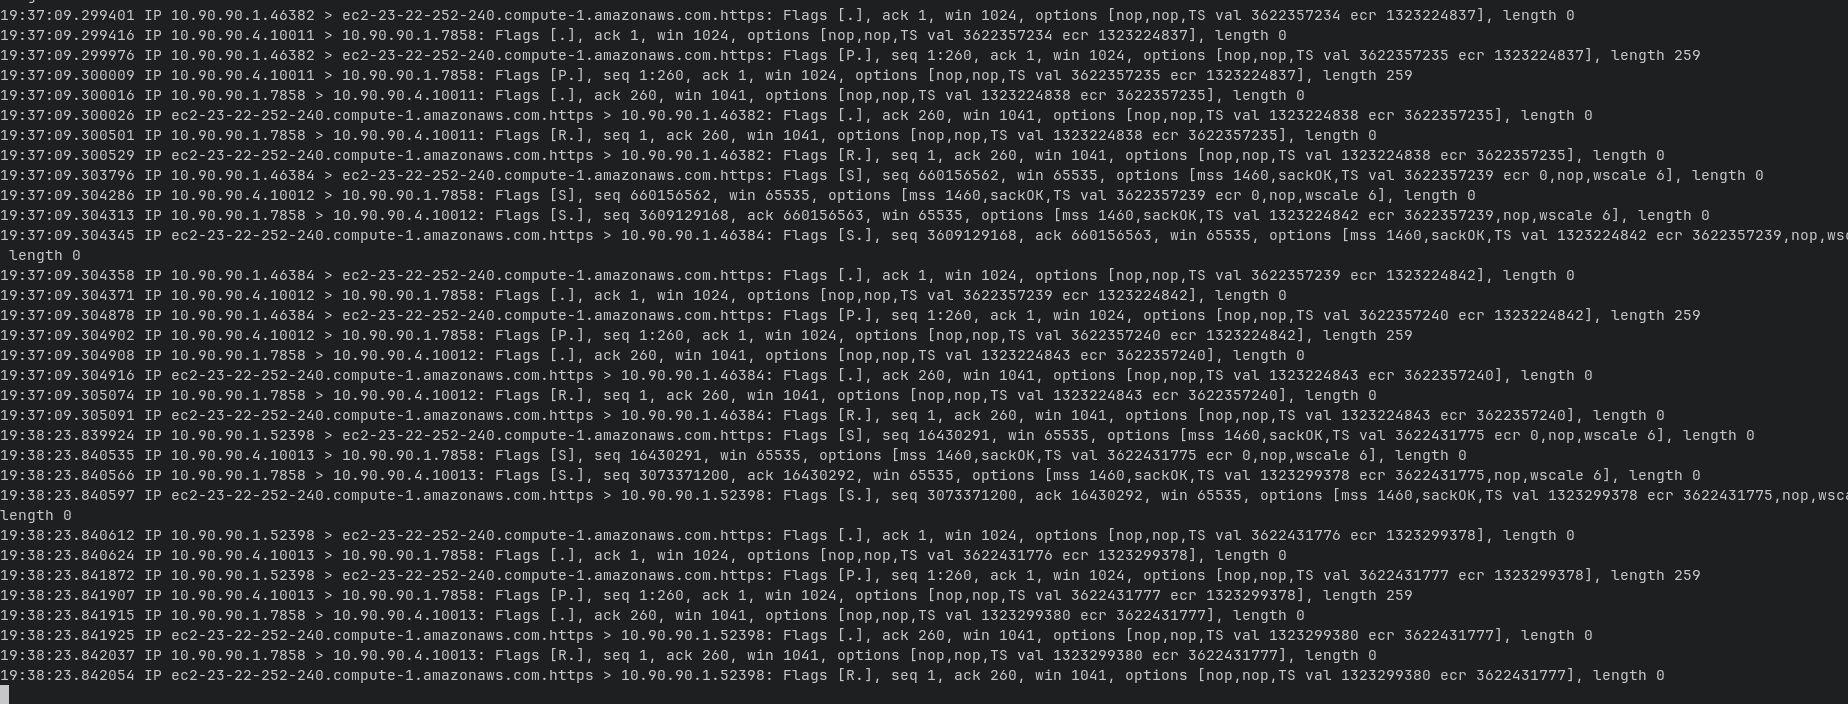 19:37:09.299401 IP 10.90.90.1.46382 > ec2-23-22-252-240.compute-1.amazonaws.com.https: Flags [.], ack 1, win 1024, options [nop,nop,TS val 3622357234 ecr 1323224837], length 0
19:37:09.299416 IP 10.90.90.4.10011 > 10.90.90.1.7858: Flags [.], ack 1, win 1024, options [nop,nop,TS val 3622357234 ecr 1323224837], length 0
19:37:09.299976 IP 10.90.90.1.46382 > ec2-23-22-252-240.compute-1.amazonaws.com.https: Flags [P.], seq 1:260, ack 1, win 1024, options [nop,nop,TS val 3622357235 ecr 1323224837], length 259
19:37:09.300009 IP 10.90.90.4.10011 > 10.90.90.1.7858: Flags [P.], seq 1:260, ack 1, win 1024, options [nop,nop,TS val 3622357235 ecr 1323224837], length 259
19:37:09.300016 IP 10.90.90.1.7858 > 10.90.90.4.10011: Flags [.], ack 260, win 1041, options [nop,nop,TS val 1323224838 ecr 3622357235], length 0
19:37:09.300026 IP ec2-23-22-252-240.compute-1.amazonaws.com.https > 10.90.90.1.46382: Flags [.], ack 260, win 1041, options [nop,nop,TS val 1323224838 ecr 3622357235], length 0
19:37:09.300501 IP 10.90.90.1.7858 > 10.90.90.4.10011: Flags [R.], seq 1, ack 260, win 1041, options [nop,nop,TS val 1323224838 ecr 3622357235], length 0
19:37:09.300529 IP ec2-23-22-252-240.compute-1.amazonaws.com.https > 10.90.90.1.46382: Flags [R.], seq 1, ack 260, win 1041, options [nop,nop,TS val 1323224838 ecr 3622357235], length 0
19:37:09.303796 IP 10.90.90.1.46384 > ec2-23-22-252-240.compute-1.amazonaws.com.https: Flags [S], seq 660156562, win 65535, options [mss 1460,sackOK,TS val 3622357239 ecr 0,nop,wscale 6], length 0
19:37:09.304286 IP 10.90.90.4.10012 > 10.90.90.1.7858: Flags [S], seq 660156562, win 65535, options [mss 1460,sackOK,TS val 3622357239 ecr 0,nop,wscale 6], length 0
19:37:09.304313 IP 10.90.90.1.7858 > 10.90.90.4.10012: Flags [S.], seq 3609129168, ack 660156563, win 65535, options [mss 1460,sackOK,TS val 1323224842 ecr 3622357239,nop,wscale 6], length 0
19:37:09.304345 IP ec2-23-22-252-240.compute-1.amazonaws.com.https > 10.90.90.1.46384: Flags [S.], seq 3609129168, ack 660156563, win 65535, options [mss 1460,sackOK,TS val 1323224842 ecr 3622357239,nop,wsc
length 0
19:37:09.304358 IP 10.90.90.1.46384 > ec2-23-22-252-240.compute-1.amazonaws.com.https: Flags [.], ack 1, win 1024, options [nop,nop,TS val 3622357239 ecr 1323224842], length 0
19:37:09.304371 IP 10.90.90.4.10012 > 10.90.90.1.7858: Flags [.], ack 1, win 1024, options [nop,nop,TS val 3622357239 ecr 1323224842], length 0
19:37:09.304878 IP 10.90.90.1.46384 > ec2-23-22-252-240.compute-1.amazonaws.com.https: Flags [P.], seq 1:260, ack 1, win 1024, options [nop,nop,TS val 3622357240 ecr 1323224842], length 259
19:37:09.304902 IP 10.90.90.4.10012 > 10.90.90.1.7858: Flags [P.], seq 1:260, ack 1, win 1024, options [nop,nop,TS val 3622357240 ecr 1323224842], length 259
19:37:09.304908 IP 10.90.90.1.7858 > 10.90.90.4.10012: Flags [.], ack 260, win 1041, options [nop,nop,TS val 1323224843 ecr 3622357240], length 0
19:37:09.304916 IP ec2-23-22-252-240.compute-1.amazonaws.com.https > 10.90.90.1.46384: Flags [.], ack 260, win 1041, options [nop,nop,TS val 1323224843 ecr 3622357240], length 0
19:37:09.305074 IP 10.90.90.1.7858 > 10.90.90.4.10012: Flags [R.], seq 1, ack 260, win 1041, options [nop,nop,TS val 1323224843 ecr 3622357240], length 0
19:37:09.305091 IP ec2-23-22-252-240.compute-1.amazonaws.com.https > 10.90.90.1.46384: Flags [R.], seq 1, ack 260, win 1041, options [nop,nop,TS val 1323224843 ecr 3622357240], length 0
19:38:23.839924 IP 10.90.90.1.52398 > ec2-23-22-252-240.compute-1.amazonaws.com.https: Flags [S], seq 16430291, win 65535, options [mss 1460,sackOK,TS val 3622431775 ecr 0,nop,wscale 6], length 0
19:38:23.840535 IP 10.90.90.4.10013 > 10.90.90.1.7858: Flags [S], seq 16430291, win 65535, options [mss 1460,sackOK,TS val 3622431775 ecr 0,nop,wscale 6], length 0
19:38:23.840566 IP 10.90.90.1.7858 > 10.90.90.4.10013: Flags [S.], seq 3073371200, ack 16430292, win 65535, options [mss 1460,sackOK,TS val 1323299378 ecr 3622431775,nop,wscale 6], length 0
19:38:23.840597 IP ec2-23-22-252-240.compute-1.amazonaws.com.https > 10.90.90.1.52398: Flags [S.], seq 3073371200, ack 16430292, win 65535, options [mss 1460,sackOK,TS val 1323299378 ecr 3622431775,nop,wsca
length 0
19:38:23.840612 IP 10.90.90.1.52398 > ec2-23-22-252-240.compute-1.amazonaws.com.https: Flags [.], ack 1, win 1024, options [nop,nop,TS val 3622431776 ecr 1323299378], length 0
19:38:23.840624 IP 10.90.90.4.10013 > 10.90.90.1.7858: Flags [.], ack 1, win 1024, options [nop,nop,TS val 3622431776 ecr 1323299378], length 0
19:38:23.841872 IP 10.90.90.1.52398 > ec2-23-22-252-240.compute-1.amazonaws.com.https: Flags [P.], seq 1:260, ack 1, win 1024, options [nop,nop,TS val 3622431777 ecr 1323299378], length 259
19:38:23.841907 IP 10.90.90.4.10013 > 10.90.90.1.7858: Flags [P.], seq 1:260, ack 1, win 1024, options [nop,nop,TS val 3622431777 ecr 1323299378], length 259
19:38:23.841915 IP 10.90.90.1.7858 > 10.90.90.4.10013: Flags [.], ack 260, win 1041, options [nop,nop,TS val 1323299380 ecr 3622431777], length 0
19:38:23.841925 IP ec2-23-22-252-240.compute-1.amazonaws.com.https > 10.90.90.1.52398: Flags [.], ack 260, win 1041, options [nop,nop,TS val 1323299380 ecr 3622431777], length 0
19:38:23.842037 IP 10.90.90.1.7858 > 10.90.90.4.10013: Flags [R.], seq 1, ack 260, win 1041, options [nop,nop,TS val 1323299380 ecr 3622431777], length 0
19:38:23.842054 IP ec2-23-22-252-240.compute-1.amazonaws.com.https > 10.90.90.1.52398: Flags [R.], seq 1, ack 260, win 1041, options [nop,nop,TS val 1323299380 ecr 3622431777], length 0